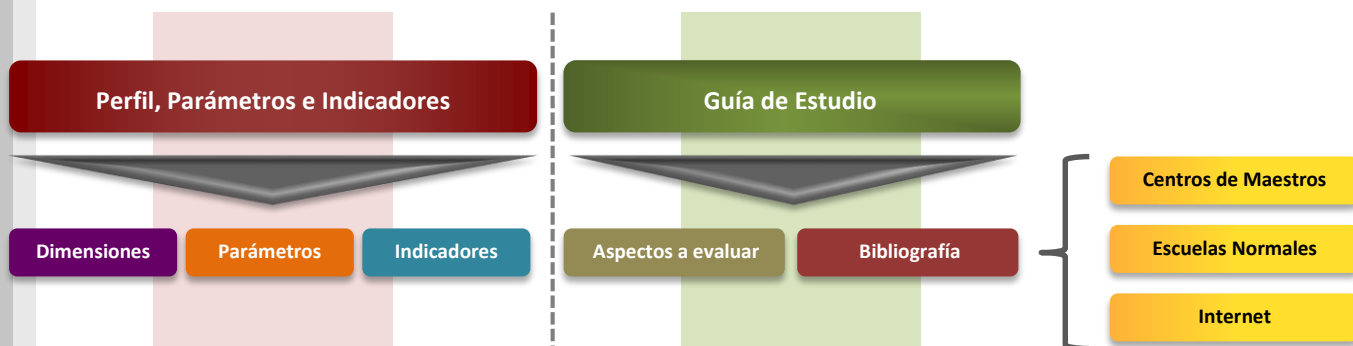 Perfil, Parámetros e Indicadores
Guía de Estudio
Dimensiones
Parámetros
Indicadores
Aspectos a evaluar
Bibliografía
Centros de Maestros
Escuelas Normales
Internet